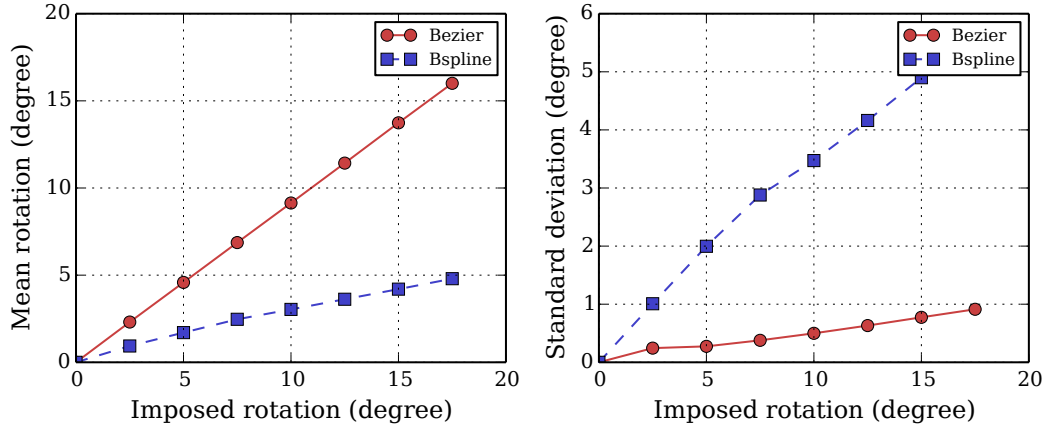 20
15
10
5
0
Mean rotation (degree)
Bezier
Bspline
0
5
10
15
20
Imposed rotation (degree)
6
5
4
3
2
1
0
Standard deviation (degree)
Bezier
Bspline
0
5
10
15
20
Imposed rotation (degree)